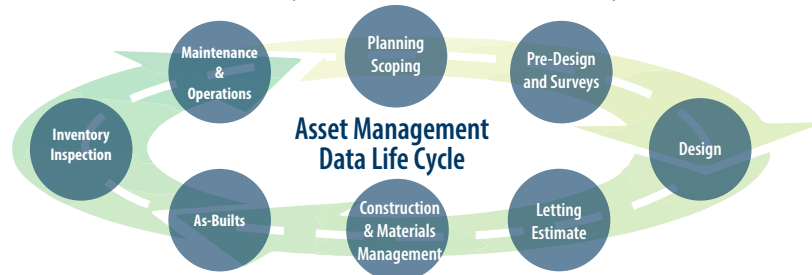 Maintenance
&
Operations
Planning
Scoping
Pre-Design
and Surveys
Inventory
Inspection
Asset Management
Data Life Cycle
Design
As-Builts
Construction
& Materials
Management
Letting
Estimate